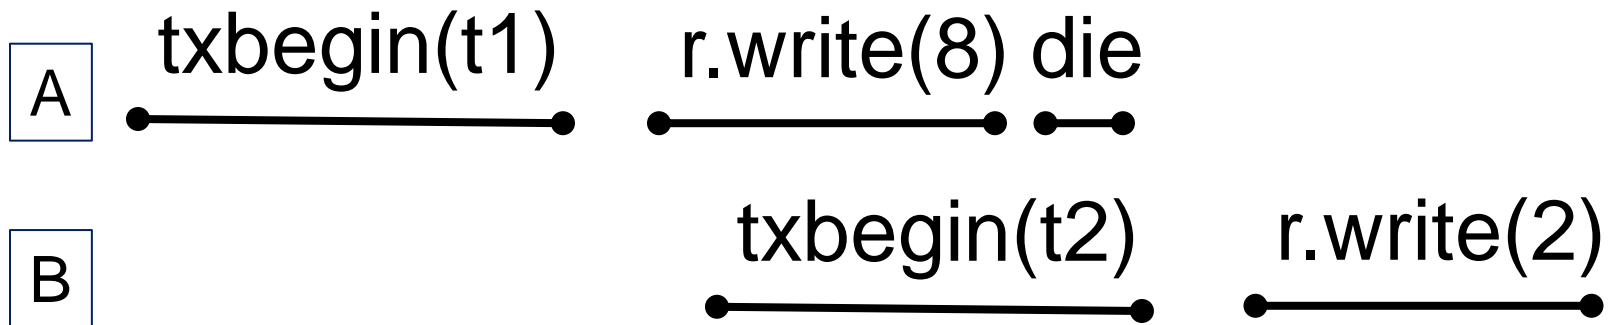 txbegin(t1) r.write(8) die
A
txbegin(t2) r.write(2)
B